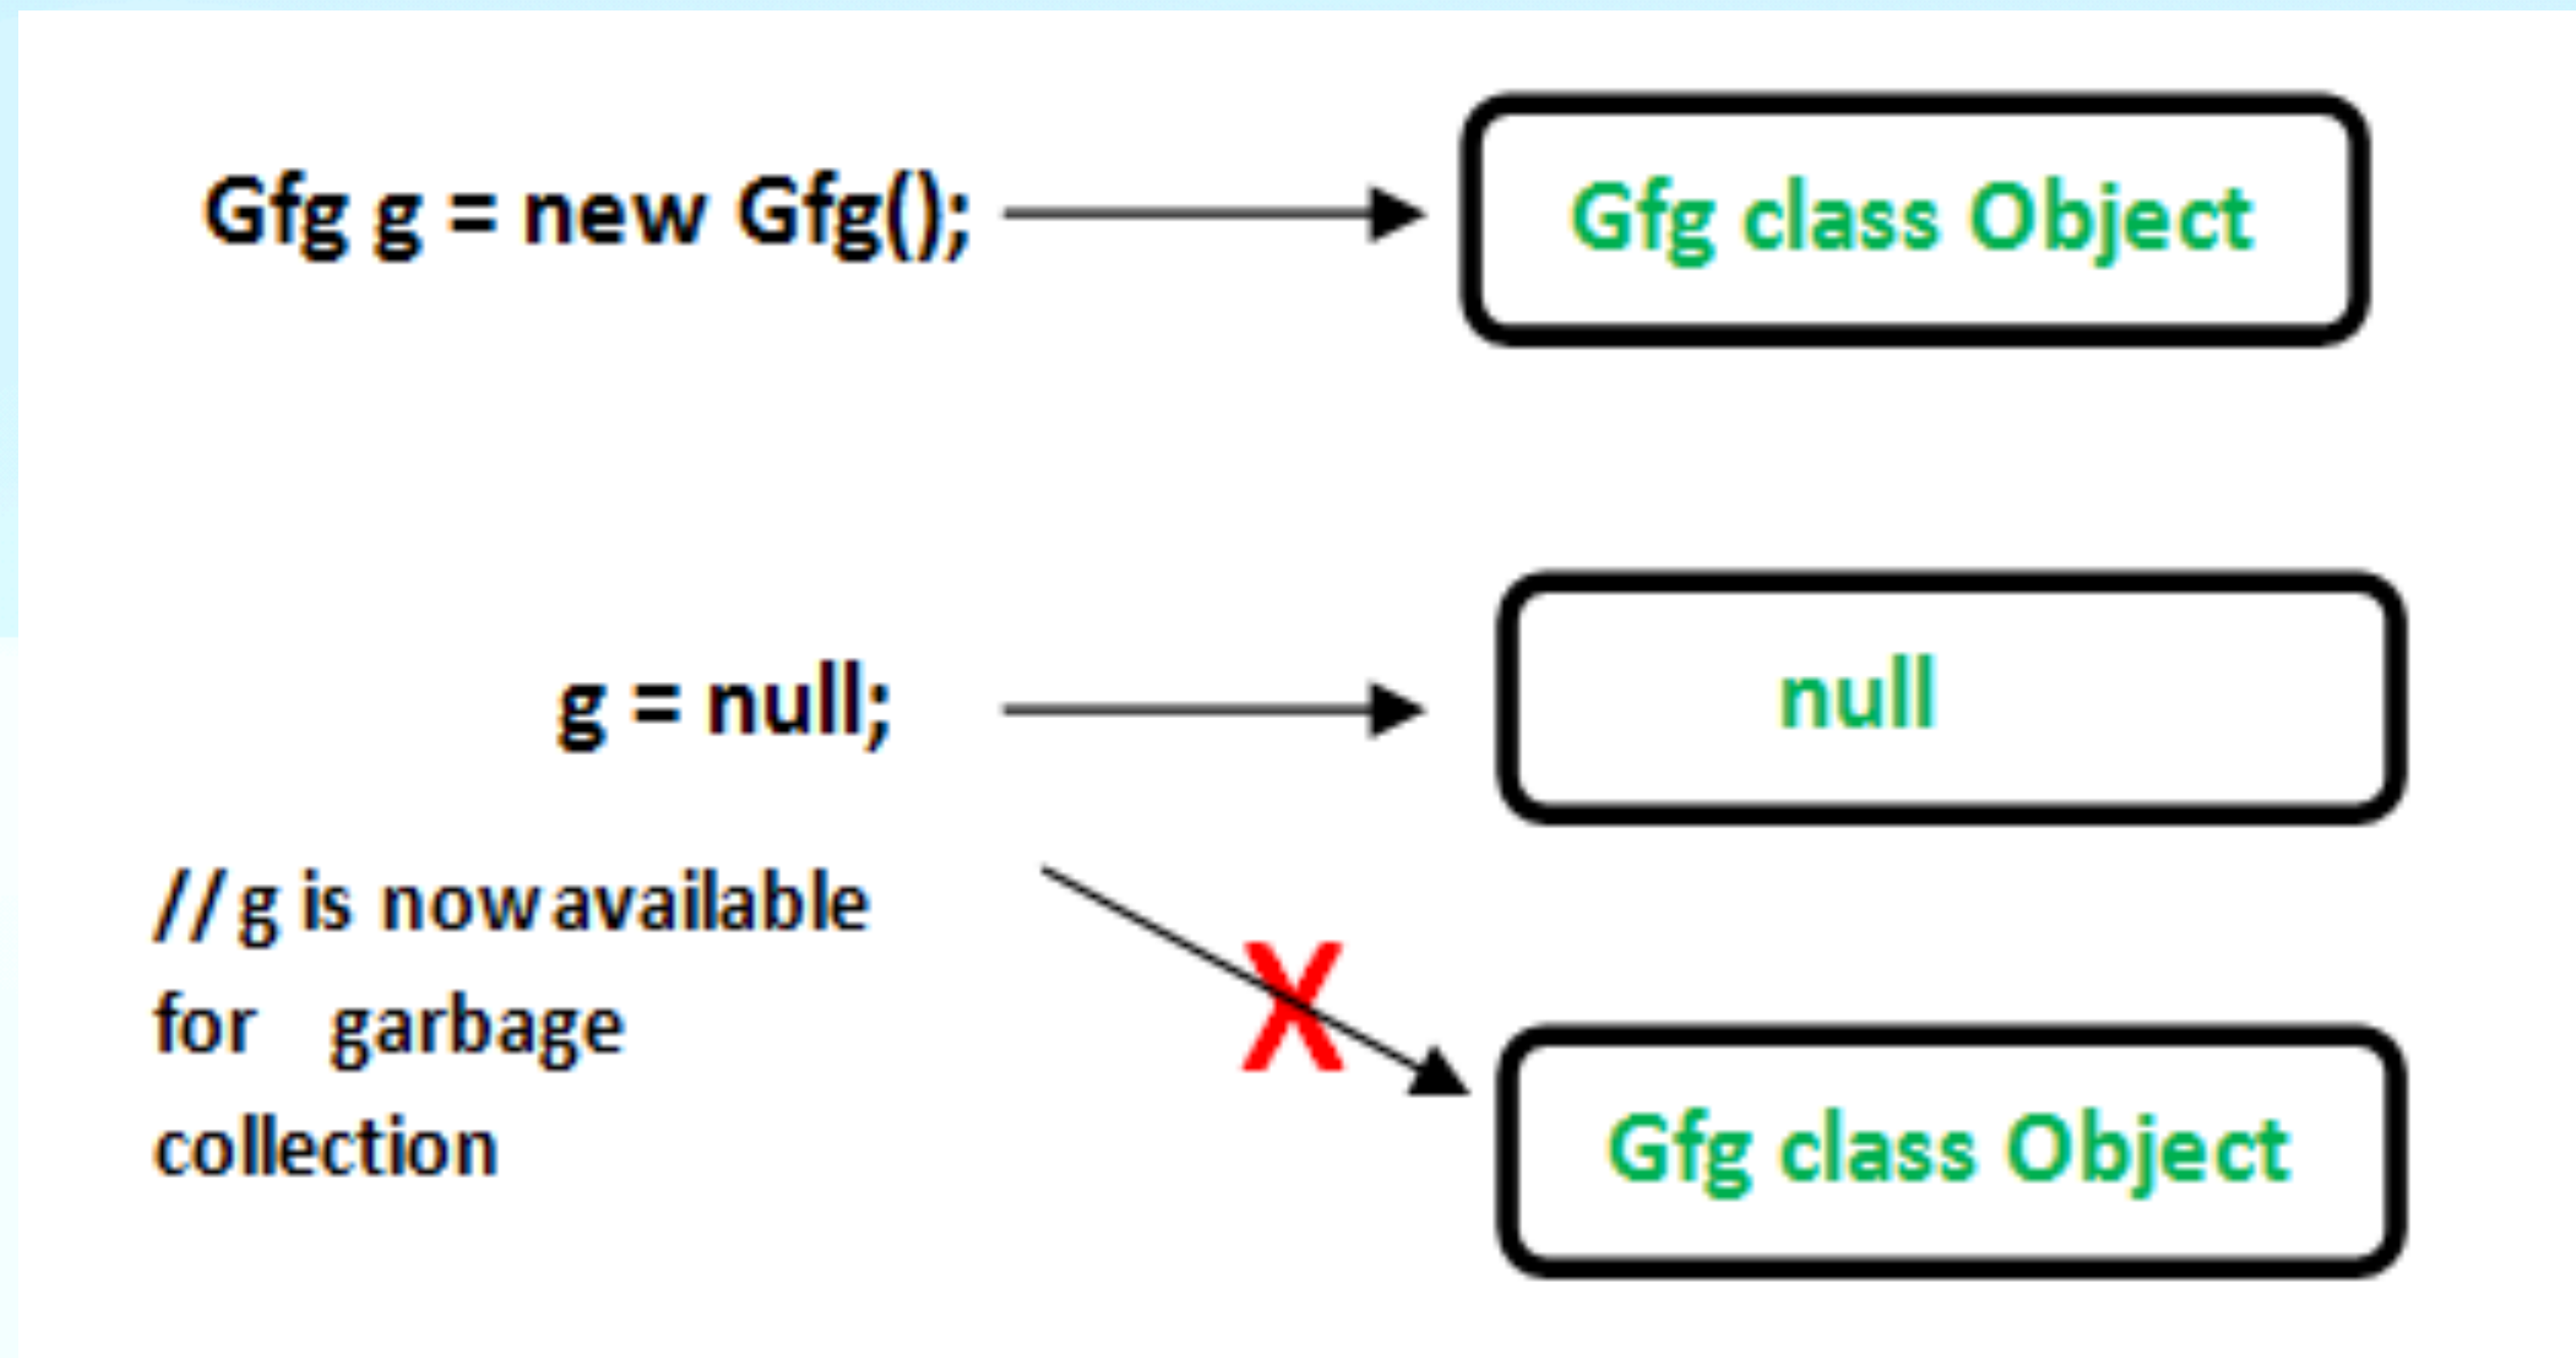 Gfg g = new Gfg();
Gfg class Object
g = null;
null
//g is now available
for garbage
collection
X
Gfg class Object